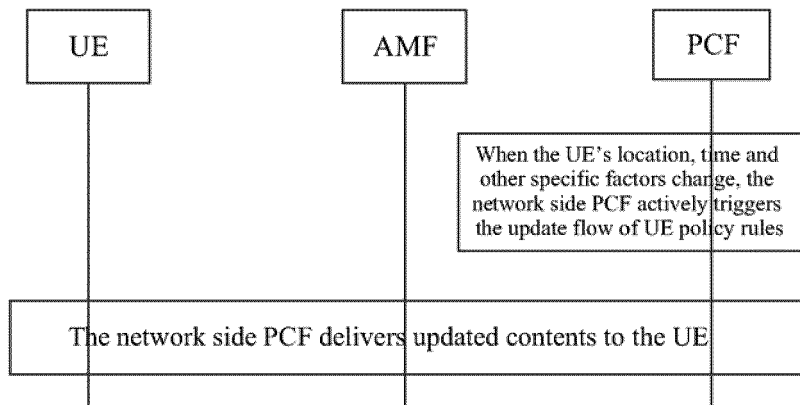 UE
AMF
PCF
When the UE's location, time and
other specific factors change, the
network side PCF actively triggers
the update flow of UE policy rules
The network side PCF delivers updated contents to the UE